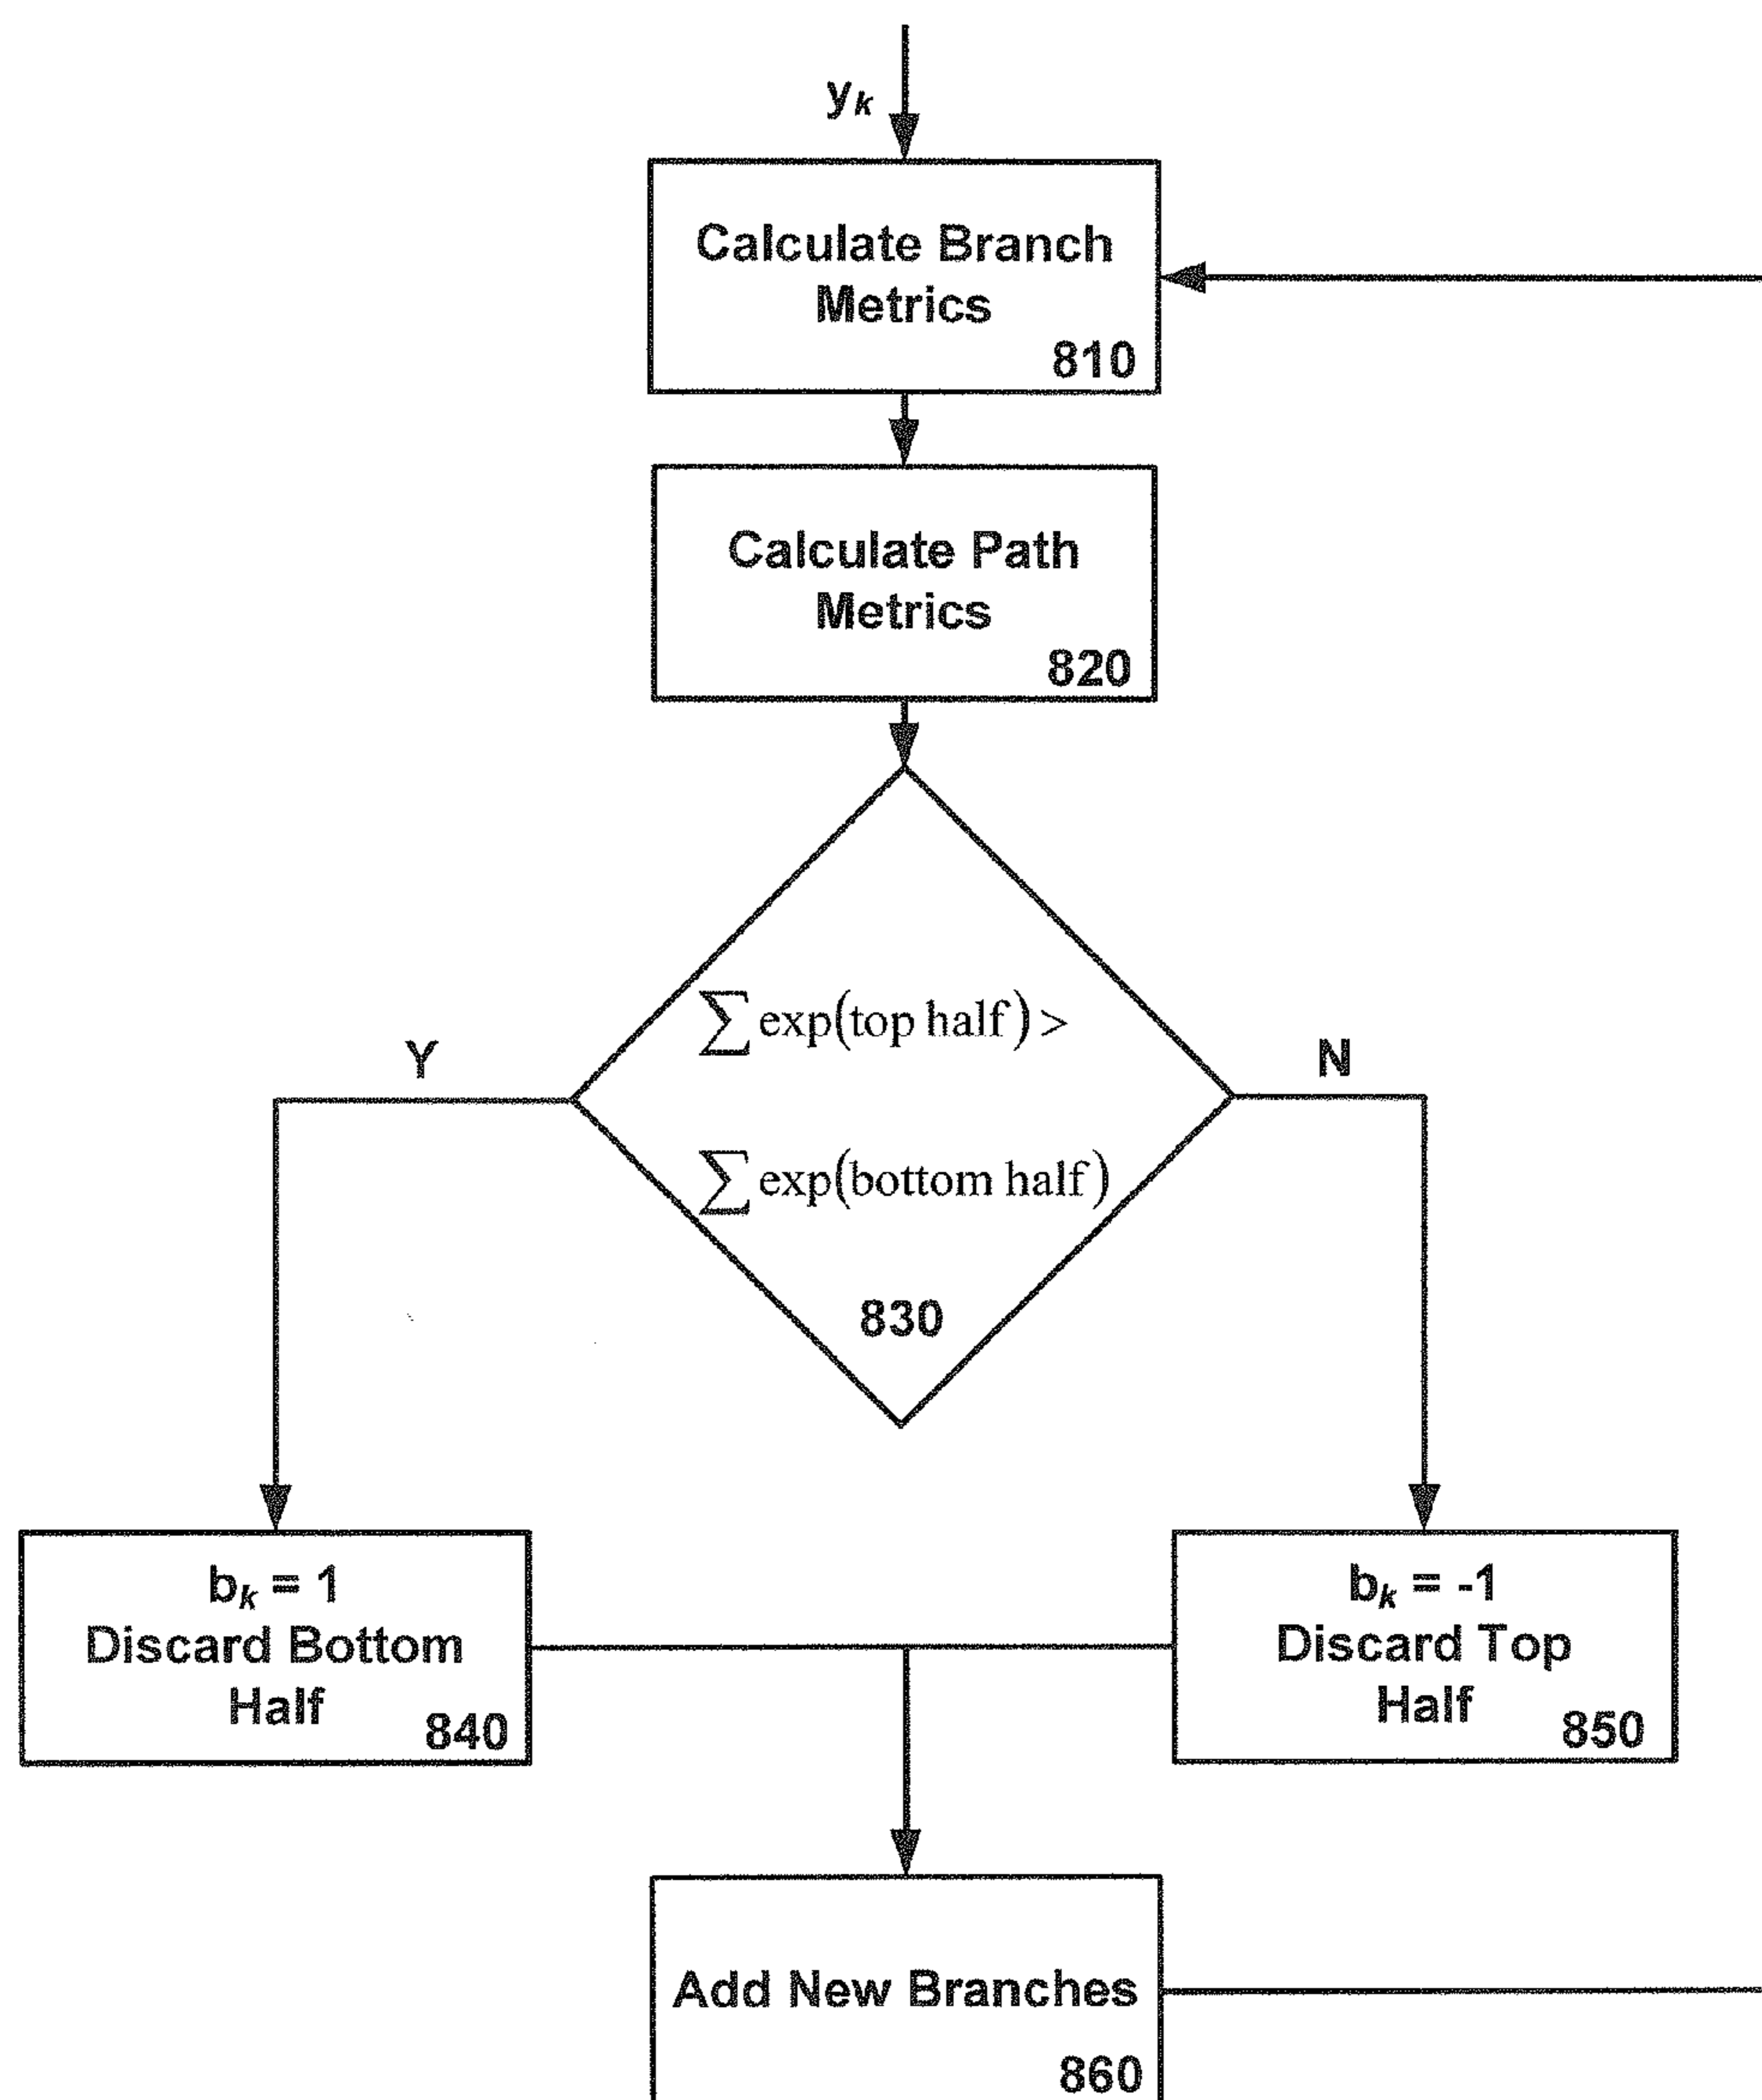 yk
Calculate Branch
Metrics
810
Calculate Path
Metrics
820
∑ exp(top half) >
∑ exp(bottom half)
830
Y
N
bk = 1
Discard Bottom
Half
840
bk = -1
Discard Top
Half
850
Add New Branches
860